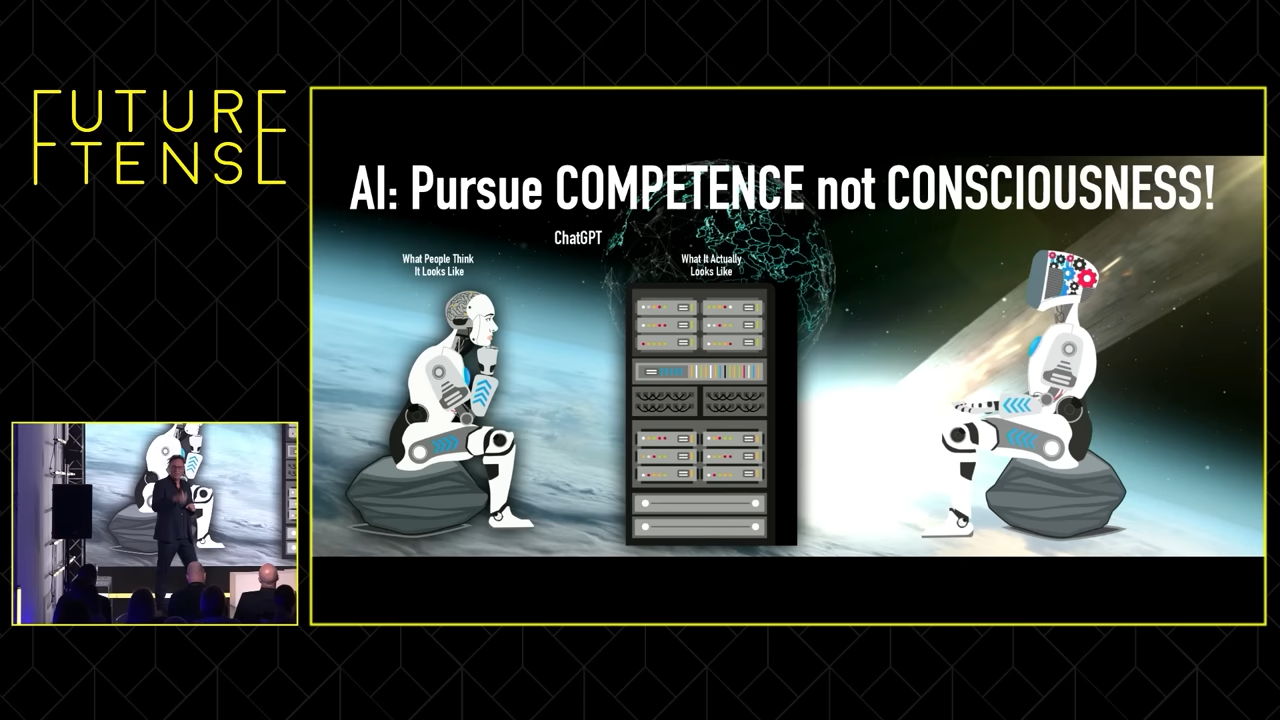 FUTURE
TENSE
AI: Pursue COMPETENCE not CONSCIOUSNESS!
ChatGPT
What People Think
It Looks Like
What It Actually
Looks Like